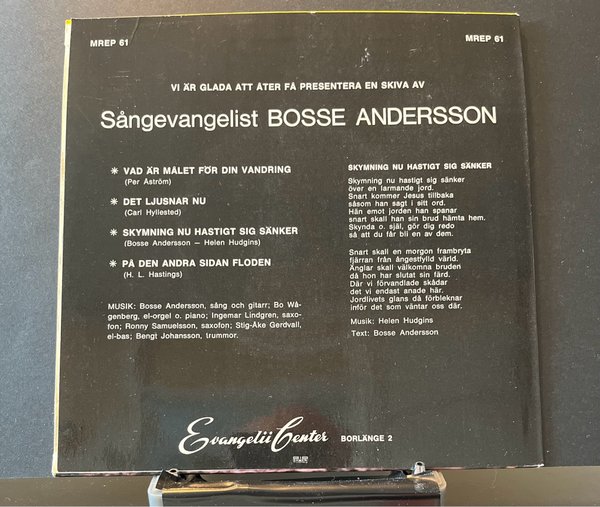 MREP 61
MREP 61
VI ÄR GLADA ATT ÅTER FÅ PRESENTERA EN SKIVA AV
Sångevangelist BOSSE ANDERSSON
* VAD ÄR MÅLET FÖR DIN VANDRING
(Per Åström)
* DET LJUSNAR NU
(Carl Hyllested)
* SKYMNING NU HASTIGT SIG SÄNKER
(Bosse Andersson — Helen Hudgins)
* PÅ DEN ANDRA SIDAN FLODEN
(H. L. Hastings)
MUSIK: Bosse Andersson, sång och gitarr; Bo Wå-
genberg, el-orgel o. piano; Ingemar Lindgren, saxo-
fon; Ronny Samuelsson, saxofon; Stig-Åke Gerdvall,
el-bas; Bengt Johansson, trummor.
SKYMNING NU HASTIGT SIG SÄNKER
Skymning nu hastigt sig sänker
över en larmande jord.
Snart kommer Jesus tillbaka
såsom han sagt i sitt ord.
Han emot jorden han spanar
snart skall han sin brud hämta hem.
Skynda o. själ, gör dig redo
så att du får bli en av dem.
Snart skall en morgon frambryta
fjärran från ångestfylld värld.
Änglar skall välkomna bruden
då hon har slutat sin färd.
Där vi förvandlade skådar
det vi endast anade här.
Jordlivets glans då förbleknar
inför det som väntar oss där.
Musik: Helen Hudgins
Text: Bosse Andersson
Evangelii Center BORLÄNGE 2